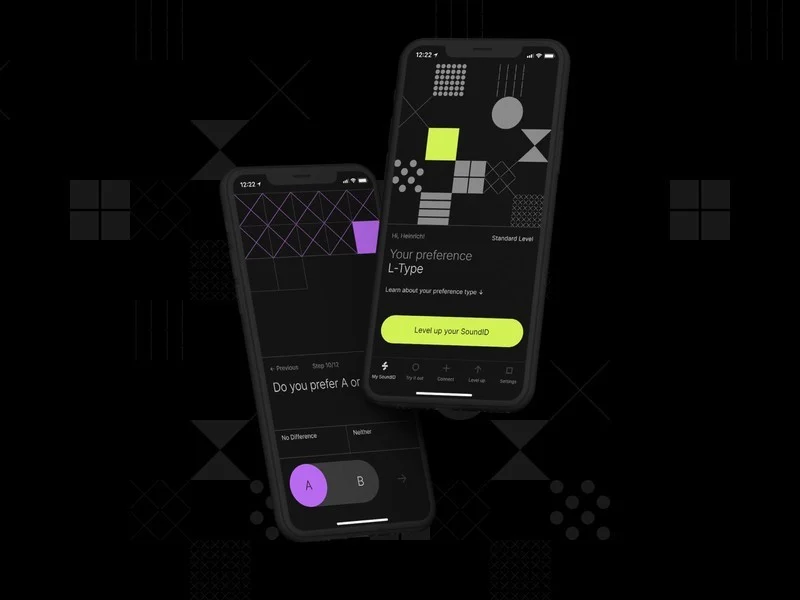 12:22
Hi, Heinrich!
Standard Level
Your preference
L-Type
Learn about your preference type ↓
Level up your SoundID
My SoundID
Try it out
Connect
Level up
Settings
12:22
← Previous
Step 10/12
Do you prefer A or
No Difference
Neither
A
B
→